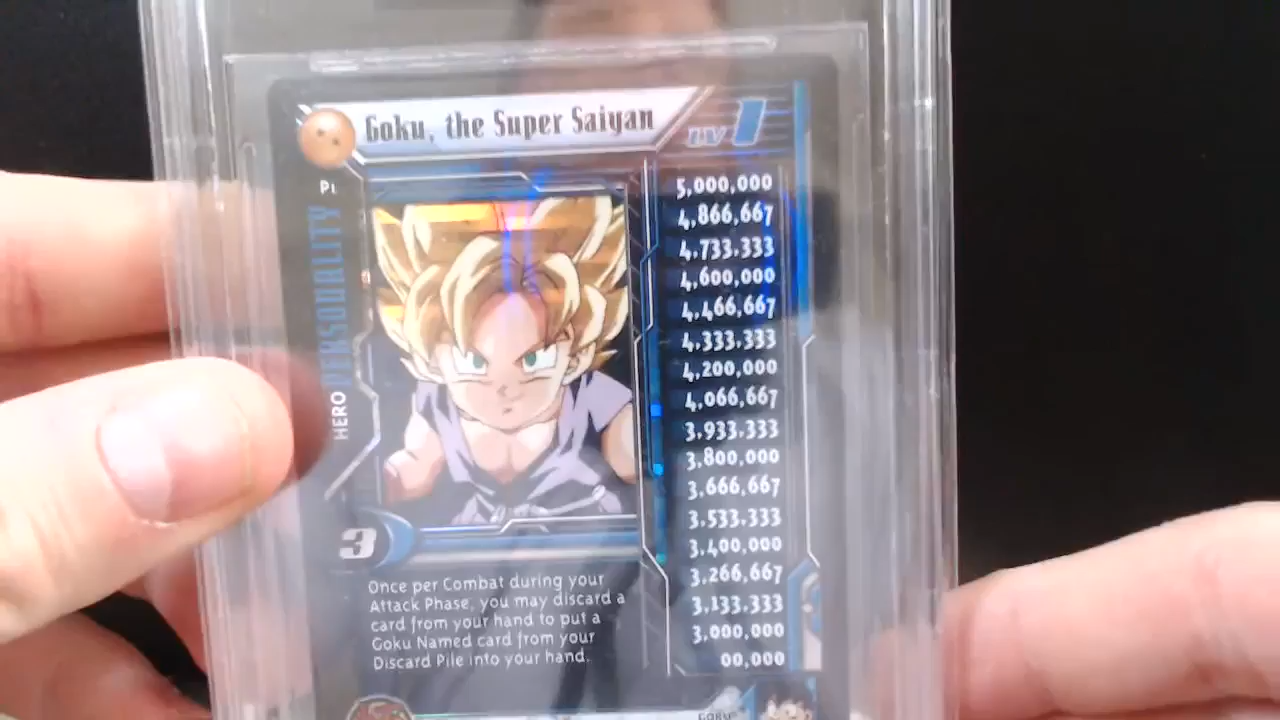 Goku, the Super Saiyan
LV 1
HERO PERSONALITY
5,000,000
4,866,667
4,733,333
4,600,000
4,466,667
4,333,333
4,200,000
4,066,667
3,933,333
3,800,000
3,666,667
3,533,333
3,400,000
3,266,667
3,133,333
3,000,000
00,000
3
Once per Combat during your
Attack Phase, you may discard a
card from your hand to put a
Goku Named card from your
Discard Pile into your hand.
GOKU